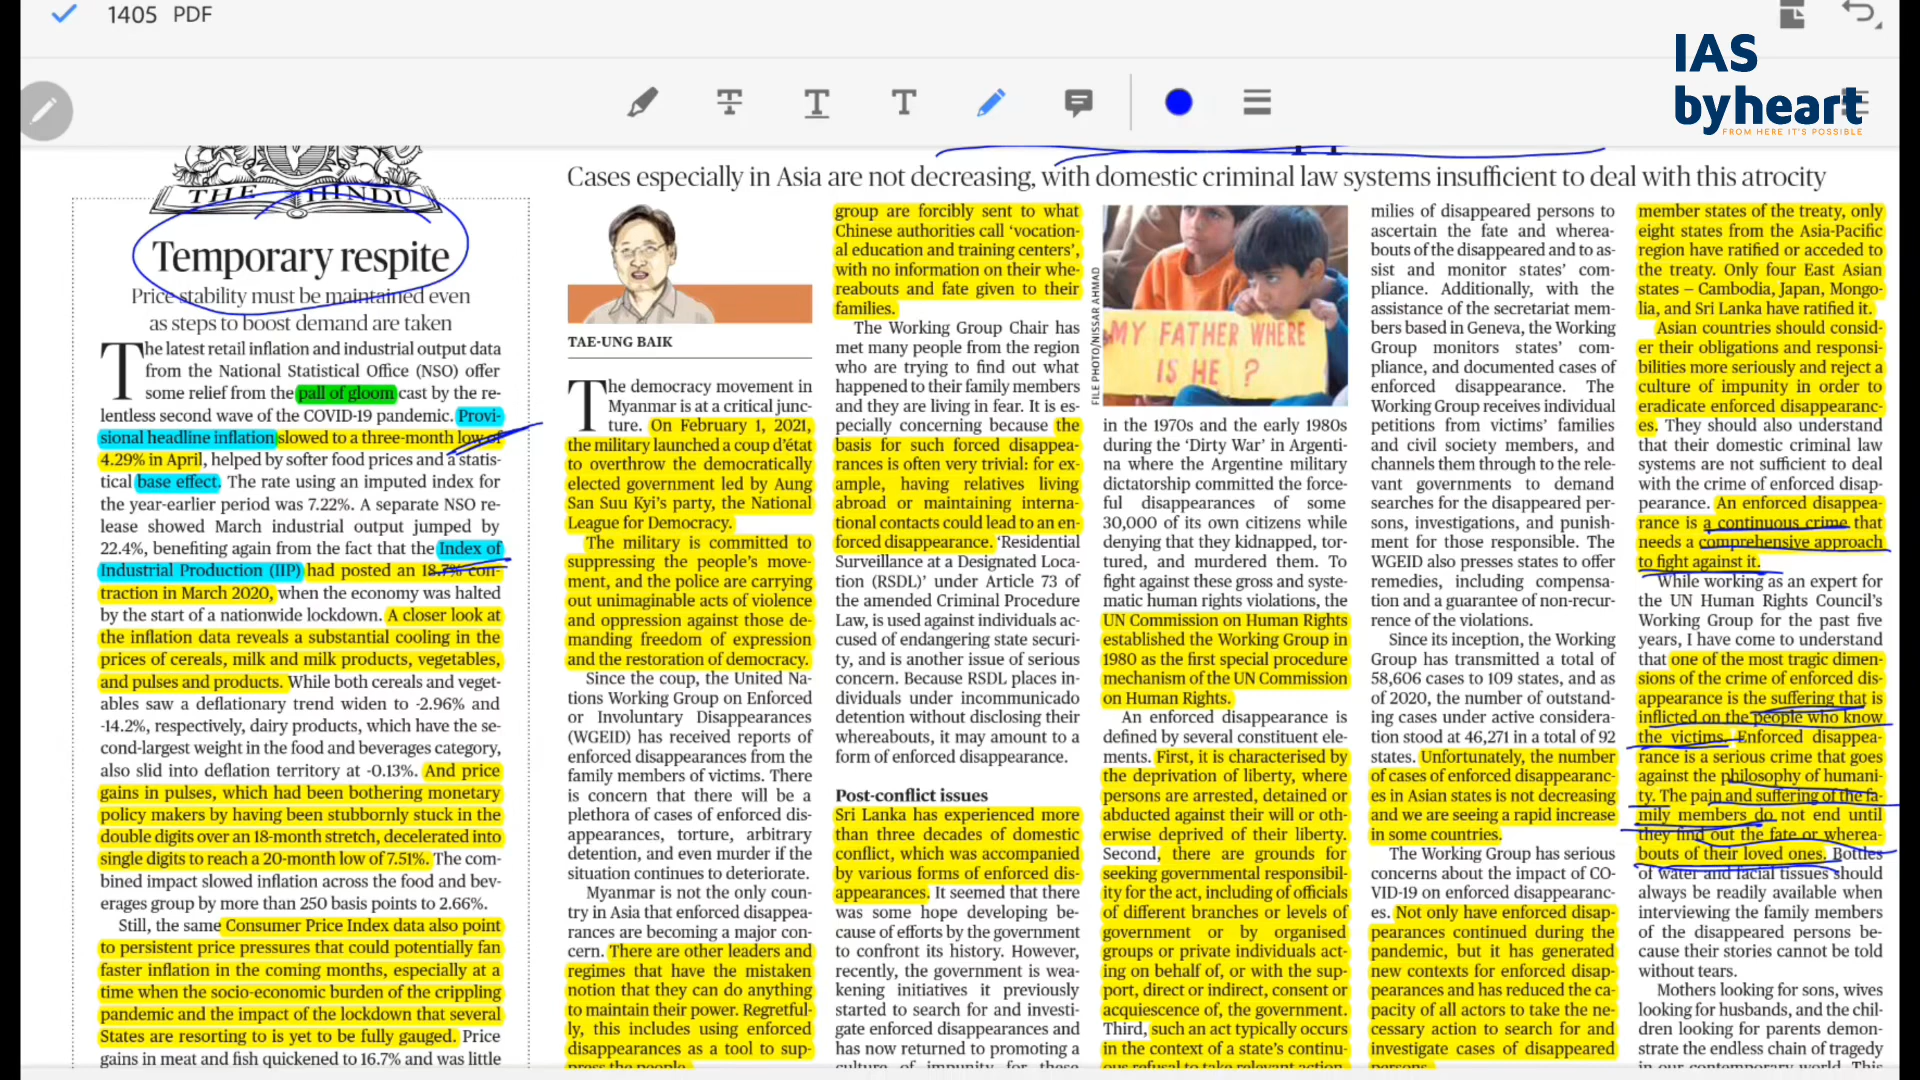 1405 PDF
IAS
byheart
FROM HERE IT'S POSSIBLE
THE HINDU
Temporary respite
Price stability must be maintained even
as steps to boost demand are taken
The latest retail inflation and industrial output data
from the National Statistical Office (NSO) offer
some relief from the pall of gloom cast by the re-
lentless second wave of the COVID-19 pandemic. Provi-
sional headline inflation slowed to a three-month low of
4.29% in April, helped by softer food prices and a statis-
tical base effect. The rate using an imputed index for
the year-earlier period was 7.22%. A separate NSO re-
lease showed March industrial output jumped by
22.4%, benefiting again from the fact that the Index of
Industrial Production (IIP) had posted an 18.7% con-
traction in March 2020, when the economy was halted
by the start of a nationwide lockdown. A closer look at
the inflation data reveals a substantial cooling in the
prices of cereals, milk and milk products, vegetables,
and pulses and products. While both cereals and veget-
ables saw a deflationary trend widen to -2.96% and
-14.2%, respectively, dairy products, which have the se-
cond-largest weight in the food and beverages category,
also slid into deflation territory at -0.13%. And price
gains in pulses, which had been bothering monetary
policy makers by having been stubbornly stuck in the
double digits over an 18-month stretch, decelerated into
single digits to reach a 20-month low of 7.51%. The com-
bined impact slowed inflation across the food and bev-
erages group by more than 250 basis points to 2.66%.
Still, the same Consumer Price Index data also point
to persistent price pressures that could potentially fan
faster inflation in the coming months, especially at a
time when the socio-economic burden of the crippling
pandemic and the impact of the lockdown that several
States are resorting to is yet to be fully gauged. Price
gains in meat and fish quickened to 16.7% and was little
Cases especially in Asia are not decreasing, with domestic criminal law systems insufficient to deal with this atrocity
TAE-UNG BAIK
The democracy movement in
Myanmar is at a critical junc-
ture. On February 1, 2021,
the military launched a coup d'état
to overthrow the democratically
elected government led by Aung
San Suu Kyi's party, the National
League for Democracy.
The military is committed to
suppressing the people's move-
ment, and the police are carrying
out unimaginable acts of violence
and oppression against those de-
manding freedom of expression
and the restoration of democracy.
Since the coup, the United Na-
tions Working Group on Enforced
or Involuntary Disappearances
(WGEID) has received reports of
enforced disappearances from the
family members of victims. There
is concern that there will be a
plethora of cases of enforced dis-
appearances, torture, arbitrary
detention, and even murder if the
situation continues to deteriorate.
Myanmar is not the only coun-
try in Asia that enforced disappea-
rances are becoming a major con-
cern. There are other leaders and
regimes that have the mistaken
notion that they can do anything
to maintain their power. Regretful-
ly, this includes using enforced
disappearances as a tool to sup-
press the people.
group are forcibly sent to what
Chinese authorities call 'vocation-
al education and training centers',
with no information on their whe-
reabouts and fate given to their
families.
The Working Group Chair has
met many people from the region
who are trying to find out what
happened to their family members
and they are living in fear. It is es-
pecially concerning because the
basis for such forced disappea-
rances is often very trivial: for ex-
ample, having relatives living
abroad or maintaining interna-
tional contacts could lead to an en-
forced disappearance. 'Residential
Surveillance at a Designated Loca-
tion (RSDL)' under Article 73 of
the amended Criminal Procedure
Law, is used against individuals ac-
cused of endangering state securi-
ty, and is another issue of serious
concern. Because RSDL places in-
dividuals under incommunicado
detention without disclosing their
whereabouts, it may amount to a
form of enforced disappearance.
Post-conflict issues
Sri Lanka has experienced more
than three decades of domestic
conflict, which was accompanied
by various forms of enforced dis-
appearances. It seemed that there
was some hope developing be-
cause of efforts by the government
to confront its history. However,
recently, the government is wea-
kening initiatives it previously
started to search for and investi-
gate enforced disappearances and
has now returned to promoting a
culture of impunity for these
MY FATHER WHERE
IS HE ?
FILE PHOTO/NISSAR AHMAD
in the 1970s and the early 1980s
during the 'Dirty War' in Argenti-
na where the Argentine military
dictatorship committed the force-
ful disappearances of some
30,000 of its own citizens while
denying that they kidnapped, tor-
tured, and murdered them. To
fight against these gross and syste-
matic human rights violations, the
UN Commission on Human Rights
established the Working Group in
1980 as the first special procedure
mechanism of the UN Commission
on Human Rights.
An enforced disappearance is
defined by several constituent ele-
ments. First, it is characterised by
the deprivation of liberty, where
persons are arrested, detained or
abducted against their will or oth-
erwise deprived of their liberty.
Second, there are grounds for
seeking governmental responsibil-
ity for the act, including of officials
of different branches or levels of
government or by organised
groups or private individuals act-
ing on behalf of, or with the sup-
port, direct or indirect, consent or
acquiescence of, the government.
Third, such an act typically occurs
in the context of a state's continu-
ous refusal to take relevant action
milies of disappeared persons to
ascertain the fate and wherea-
bouts of the disappeared and to as-
sist and monitor states' com-
pliance. Additionally, with the
assistance of the secretariat mem-
bers based in Geneva, the Working
Group monitors states' com-
pliance, and documented cases of
enforced disappearance. The
Working Group receives individual
petitions from victims' families
and civil society members, and
channels them through to the rele-
vant governments to demand
searches for the disappeared per-
sons, investigations, and punish-
ment for those responsible. The
WGEID also presses states to offer
remedies, including compensa-
tion and a guarantee of non-recur-
rence of the violations.
Since its inception, the Working
Group has transmitted a total of
58,606 cases to 109 states, and as
of 2020, the number of outstand-
ing cases under active considera-
tion stood at 46,271 in a total of 92
states. Unfortunately, the number
of cases of enforced disappearanc-
es in Asian states is not decreasing
and we are seeing a rapid increase
in some countries.
The Working Group has serious
concerns about the impact of CO-
VID-19 on enforced disappearanc-
es. Not only have enforced disap-
pearances continued during the
pandemic, but it has generated
new contexts for enforced disap-
pearances and has reduced the ca-
pacity of all actors to take the ne-
cessary action to search for and
investigate cases of disappeared
persons.
member states of the treaty, only
eight states from the Asia-Pacific
region have ratified or acceded to
the treaty. Only four East Asian
states – Cambodia, Japan, Mongo-
lia, and Sri Lanka have ratified it.
Asian countries should consid-
er their obligations and responsi-
bilities more seriously and reject a
culture of impunity in order to
eradicate enforced disappearanc-
es. They should also understand
that their domestic criminal law
systems are not sufficient to deal
with the crime of enforced disap-
pearance. An enforced disappea-
rance is a continuous crime that
needs a comprehensive approach
to fight against it.
While working as an expert for
the UN Human Rights Council's
Working Group for the past five
years, I have come to understand
that one of the most tragic dimen-
sions of the crime of enforced dis-
appearance is the suffering that is
inflicted on the people who know
the victims. Enforced disappea-
rance is a serious crime that goes
against the philosophy of humani-
ty. The pain and suffering of the fa-
mily members do not end until
they find out the fate or wherea-
bouts of their loved ones. Bottles
of water and facial tissues should
always be readily available when
interviewing the family members
of the disappeared persons be-
cause their stories cannot be told
without tears.
Mothers looking for sons, wives
looking for husbands, and the chil-
dren looking for parents demon-
strate the endless chain of tragedy
in our contemporary world. This